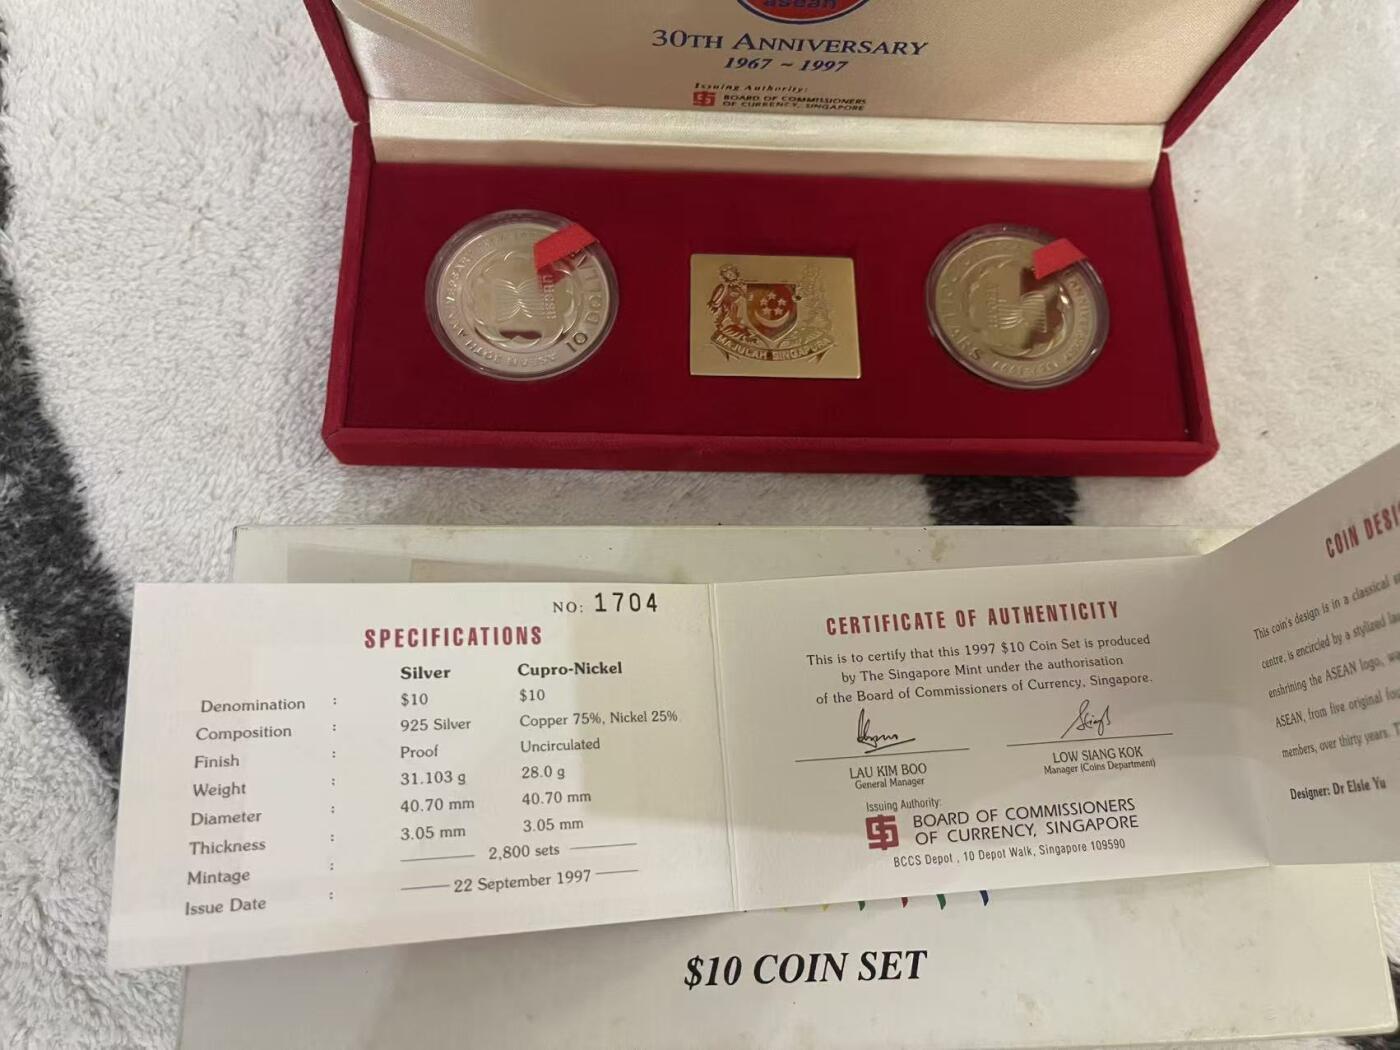 asean
30TH ANNIVERSARY
1967 ~ 1997
Issuing Authority:
BOARD OF COMMISSIONERS
OF CURRENCY, SINGAPORE
10 DOLL
MAJULAH SINGAPURA
NO: 1704
SPECIFICATIONS
Silver Cupro-Nickel
Denomination : $10 $10
Composition : 925 Silver Copper 75%, Nickel 25%
Finish : Proof Uncirculated
Weight : 31.103 g 28.0 g
Diameter : 40.70 mm 40.70 mm
Thickness : 3.05 mm 3.05 mm
Mintage : 2,800 sets
Issue Date : 22 September 1997
CERTIFICATE OF AUTHENTICITY
This is to certify that this 1997 $10 Coin Set is produced
by The Singapore Mint under the authorisation
of the Board of Commissioners of Currency, Singapore.
LAU KIM BOO
General Manager
LOW SIANG KOK
Manager (Coins Department)
Issuing Authority:
BOARD OF COMMISSIONERS
OF CURRENCY, SINGAPORE
BCCS Depot , 10 Depot Walk, Singapore 109590
COIN DESI
This coin's design is in a classical
centre, is encircled by a stylized
enshrining the ASEAN logo,
ASEAN, from five original
members, over thirty years.
Designer: Dr Elsie Yu
$10 COIN SET